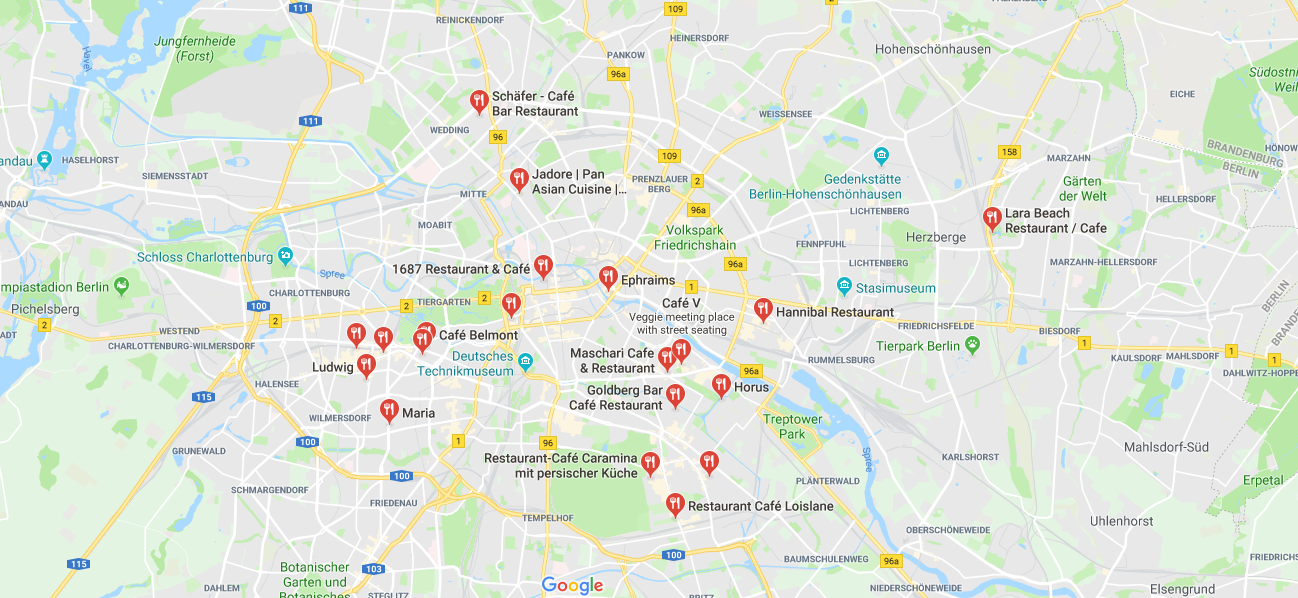 111
REINICKENDORF
109
HEINERSDORF
Jungfernheide
(Forst)
PANKOW
Hohenschönhausen
Havel
96a
Südostni
Weil
EICHE
Schäfer - Café
Bar Restaurant
WEISSENSEE
111
WEDDING
96
BRANDENBURG
BERLIN
HÖNOW
andau
HASELHORST
109
158
MARZAHN
SIEMENSSTADT
Jadore | Pan
Asian Cuisine |...
PRENZLAUER
BERG
2
Gedenkstätte
Berlin-Hohenschönhausen
Gärten
der Welt
ANDAU
MITTE
HELLERSDORF
96a
LICHTENBERG
Lara Beach
Restaurant / Cafe
MOABIT
Volkspark
Friedrichshain
FENNPFUHL
Herzberge
Schloss Charlottenburg
1687 Restaurant & Café
96a
LICHTENBERG
MARZAHN-HELLERSDORF
Spree
Ephraims
1
Stasimuseum
mpiastadion Berlin
CHARLOTTENBURG
Pichelsberg
100
2
TIERGARTEN
2
Café V
Veggie meeting place
with street seating
Hannibal Restaurant
BERLIN
BRANDE
2
WESTEND
2
FRIEDRICHSFELDE
BIESDORF
CHARLOTTENBURG-WILMERSDORF
Café Belmont
Tierpark Berlin
1
KAULSDORF
MAHLSDORF
1
1
Deutsches
Technikmuseum
Maschari Cafe
& Restaurant
RUMMELSBURG
Ludwig
96a
DAHLWITZ-HOPPE
HALENSEE
Goldberg Bar
Café Restaurant
Horus
115
WILMERSDORF
Maria
Treptower
Park
100
1
96
GRUNEWALD
Restaurant-Café Caramina
mit persischer Küche
Spree
KARLSHORST
Mahlsdorf-Süd
100
PLÄNTERWALD
Erpetal
SCHMARGENDORF
FRIEDENAU
Restaurant Café Loislane
TEMPELHOF
Uhlenhorst
OBERSCHÖNEWEIDE
115
100
BAUMSCHULENWEG
96a
FRIEDRICHS
Botanischer
Garten und
Botanisches
103
DAHLEM
STEGLITZ
Google
BRITZ
NIEDERSCHÖNEWEIDE
Elsengrund